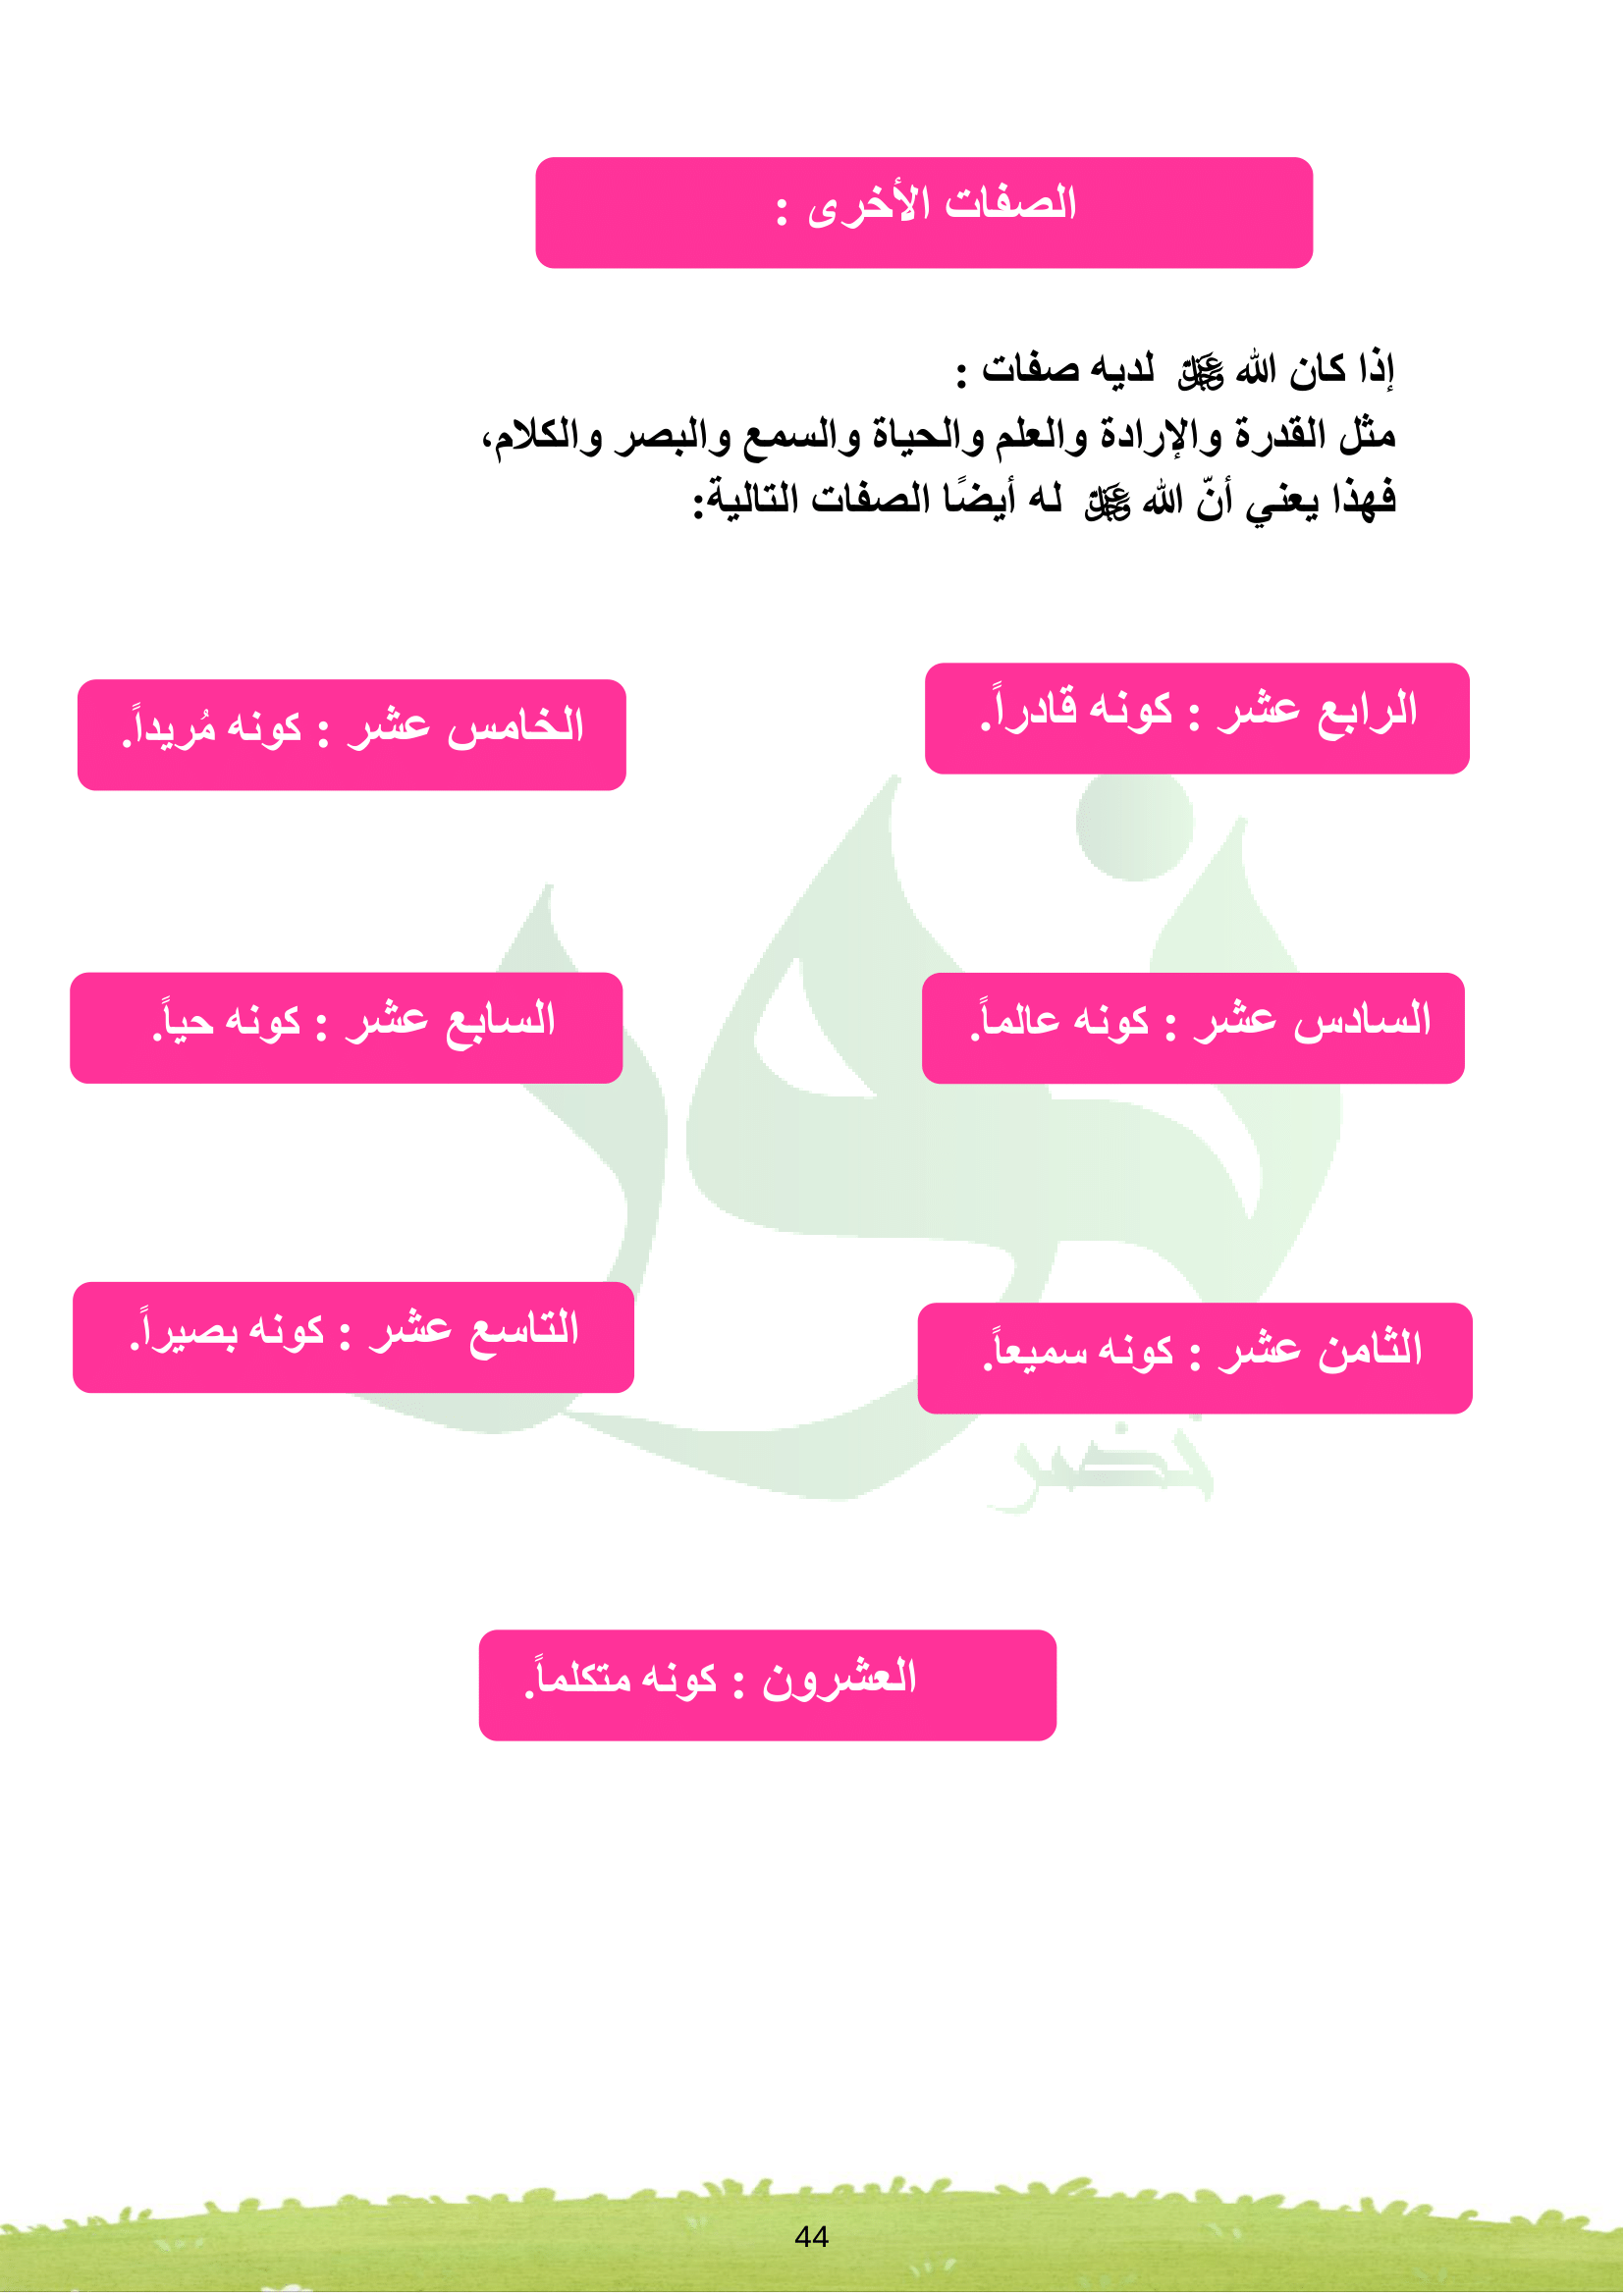 الصفات الأخرى :
إذا كان الله ﷻ لديه صفات :
مثل القدرة والإرادة والعلم والحياة والسمع والبصر والكلام،
فهذا يعني أنّ الله ﷻ له أيضًا الصفات التالية:
الرابع عشر : كونه قادراً.
الخامس عشر : كونه مُريداً.
السادس عشر : كونه عالماً.
السابع عشر : كونه حياً.
الثامن عشر : كونه سميعاً.
التاسع عشر : كونه بصيراً.
العشرون : كونه متكلماً.
44